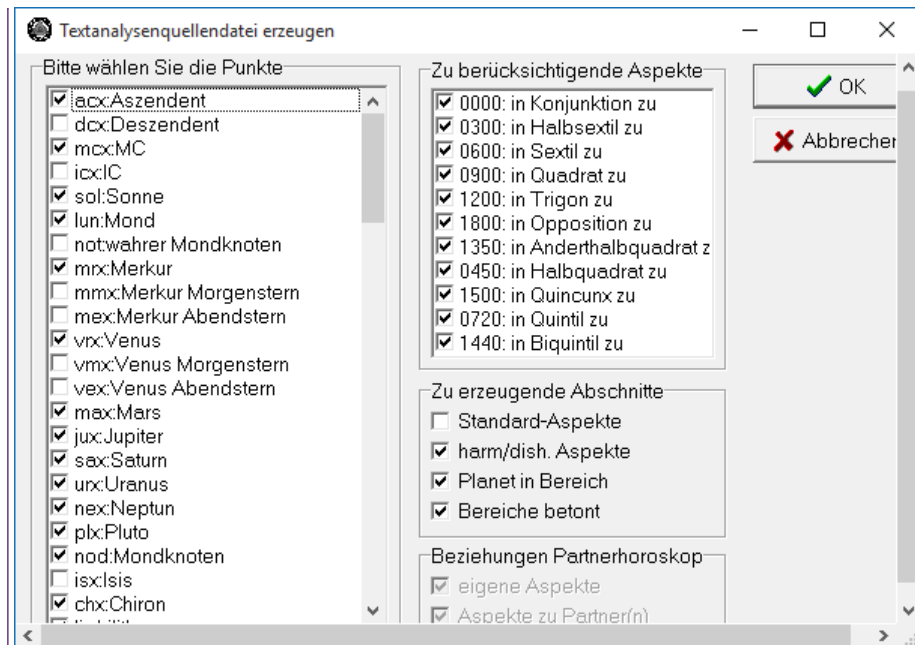 Textanalysenquellendatei erzeugen
Bitte wählen Sie die Punkte
acx:Aszendent
dcx:Deszendent
mcx:MC
icx:IC
sol:Sonne
lun:Mond
not:wahrer Mondknoten
mrx:Merkur
mmx:Merkur Morgenstern
mex:Merkur Abendstern
vrx:Venus
vmx:Venus Morgenstern
vex:Venus Abendstern
max:Mars
jux:Jupiter
sax:Saturn
urx:Uranus
nex:Neptun
plx:Pluto
nod:Mondknoten
isx:Isis
chx:Chiron
Zu berücksichtigende Aspekte
0000: in Konjunktion zu
0300: in Halbsextil zu
0600: in Sextil zu
0900: in Quadrat zu
1200: in Trigon zu
1800: in Opposition zu
1350: in Anderthalbquadrat z
0450: in Halbquadrat zu
1500: in Quincunx zu
0720: in Quintil zu
1440: in Biquintil zu
Zu erzeugende Abschnitte
Standard-Aspekte
harm/dish. Aspekte
Planet in Bereich
Bereiche betont
Beziehungen Partnerhoroskop
eigene Aspekte
Aspekte zu Partner(n)
OK
Abbrechen